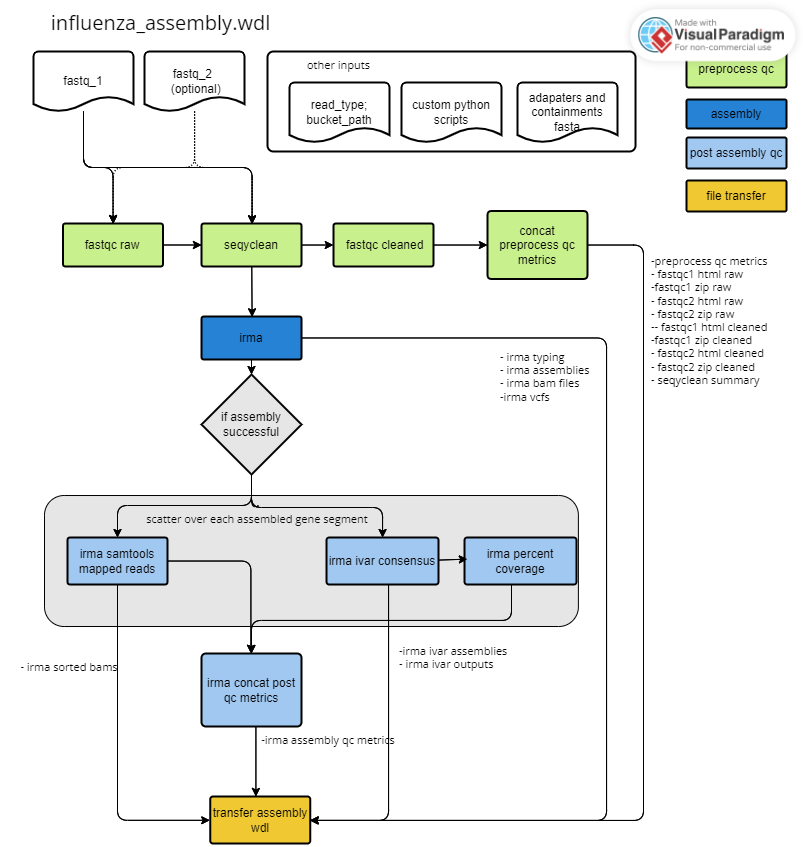 influenza_assembly.wdl
Made with
VisualParadigm
For non-commercial use
fastq_1
fastq_2
(optional)
other inputs
read_type;
bucket_path
custom python
scripts
adapaters and
containments
fasta
preprocess qc
assembly
post assembly qc
file transfer
fastqc raw
seqyclean
fastqc cleaned
concat
preprocess qc
metrics
-preprocess qc metrics
- fastqc1 html raw
-fastqc1 zip raw
- fastqc2 html raw
- fastqc2 zip raw
-- fastqc1 html cleaned
-fastqc1 zip cleaned
- fastqc2 html cleaned
- fastqc2 zip cleaned
- seqyclean summary
irma
- irma typing
- irma assemblies
- irma bam files
-irma vcfs
if assembly
successful
scatter over each assembled gene segment
irma samtools
mapped reads
irma ivar consensus
irma percent
coverage
- irma sorted bams
-irma ivar assemblies
- irma ivar outputs
irma concat post
qc metrics
-irma assembly qc metrics
transfer assembly
wdl